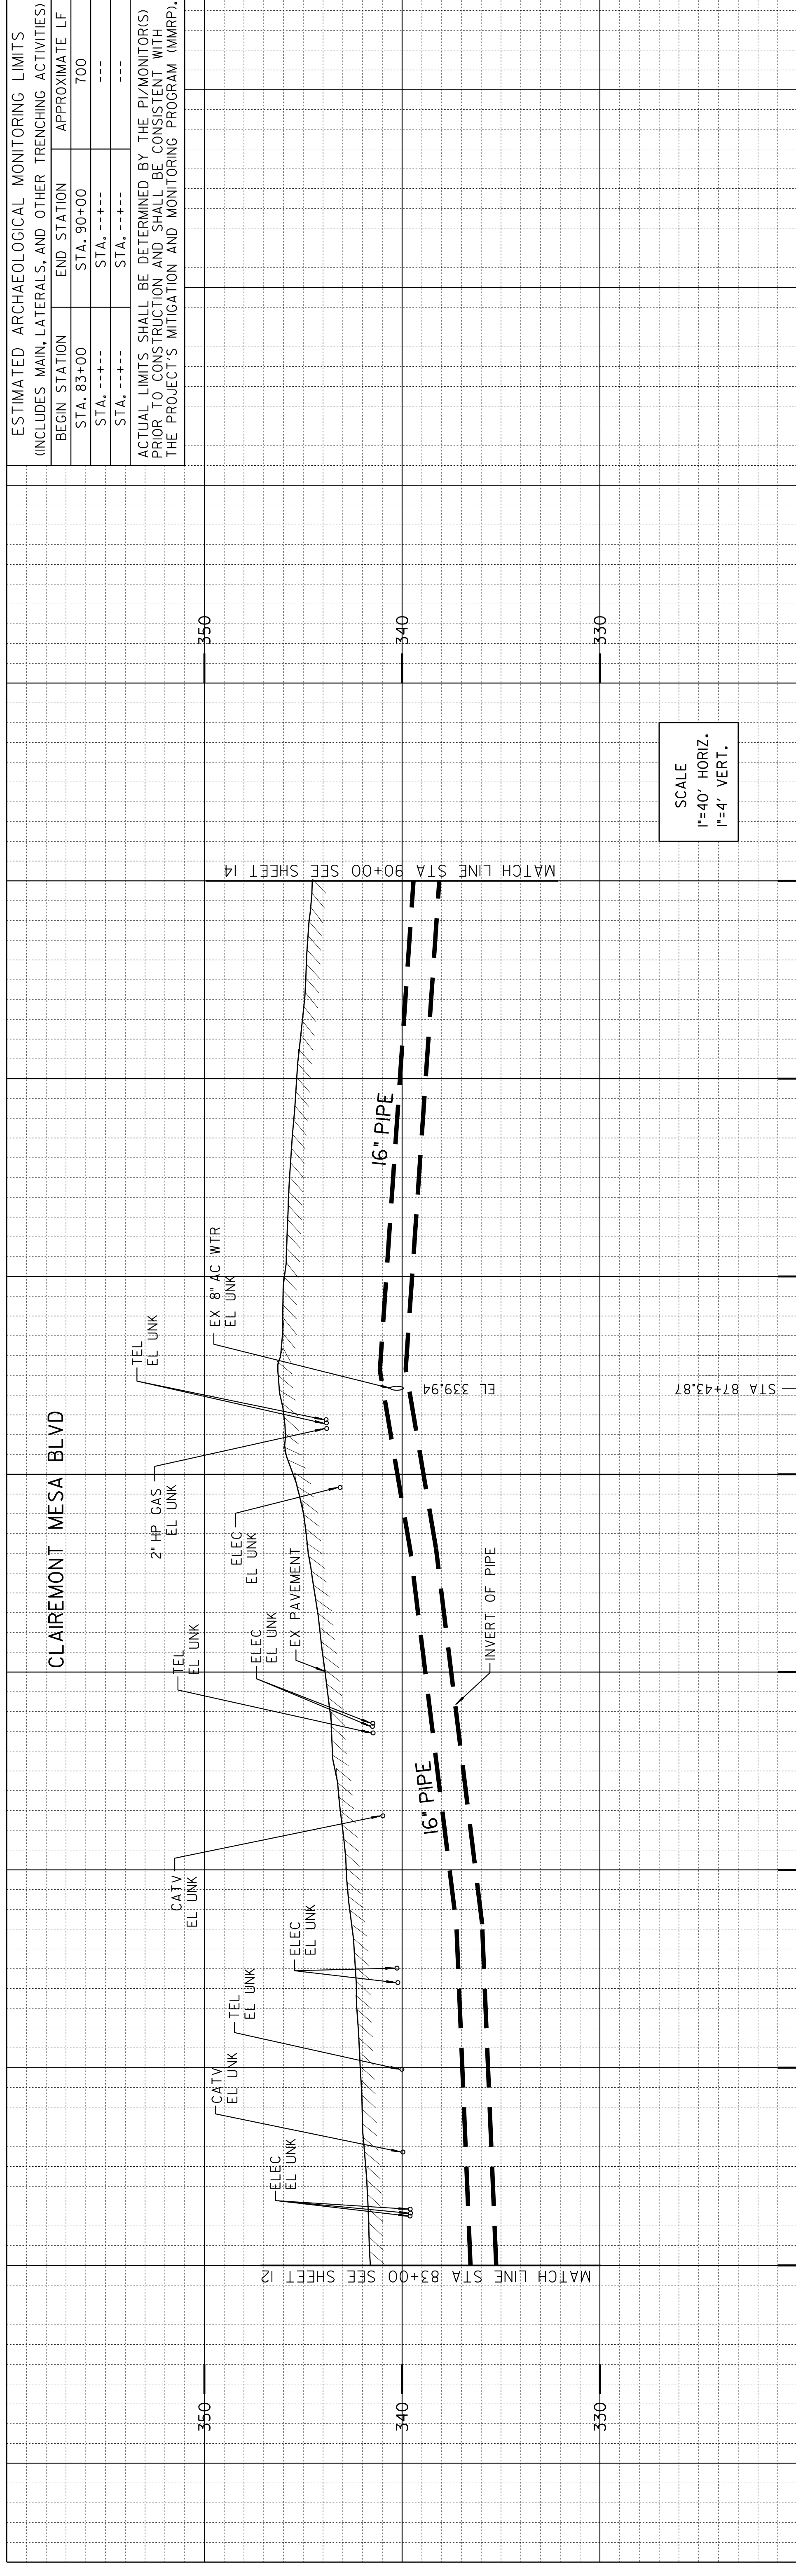 ESTIMATED ARCHAEOLOGICAL MONITORING LIMITS
(INCLUDES MAIN, LATERALS, AND OTHER TRENCHING ACTIVITIES)
BEGIN STATION END STATION APPROXIMATE LF
STA. 83+00 STA. 90+00 700
STA. --+-- STA. --+-- ---
STA. --+-- STA. --+-- ---
ACTUAL LIMITS SHALL BE DETERMINED BY THE PI/MONITOR(S)
PRIOR TO CONSTRUCTION AND SHALL BE CONSISTENT WITH
THE PROJECT'S MITIGATION AND MONITORING PROGRAM (MMRP).
CLAIREMONT MESA BLVD
350
340
330
350
340
330
MATCH LINE STA 83+00 SEE SHEET 12
ELEC
EL UNK
CATV
EL UNK
TEL
EL UNK
ELEC
EL UNK
CATV
EL UNK
TEL
EL UNK
ELEC
EL UNK
EX PAVEMENT
ELEC
EL UNK
2" HP GAS
EL UNK
TEL
EL UNK
EX 8" AC WTR
EL UNK
16" PIPE
16" PIPE
INVERT OF PIPE
EL 339.94
STA 87+43.87
MATCH LINE STA 90+00 SEE SHEET 14
SCALE
1"=40' HORIZ.
1"=4' VERT.